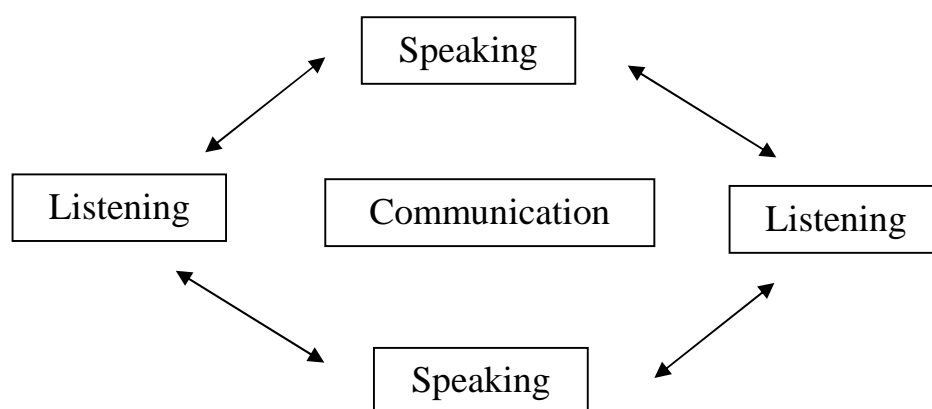 Speaking
Listening
Communication
Listening
Speaking